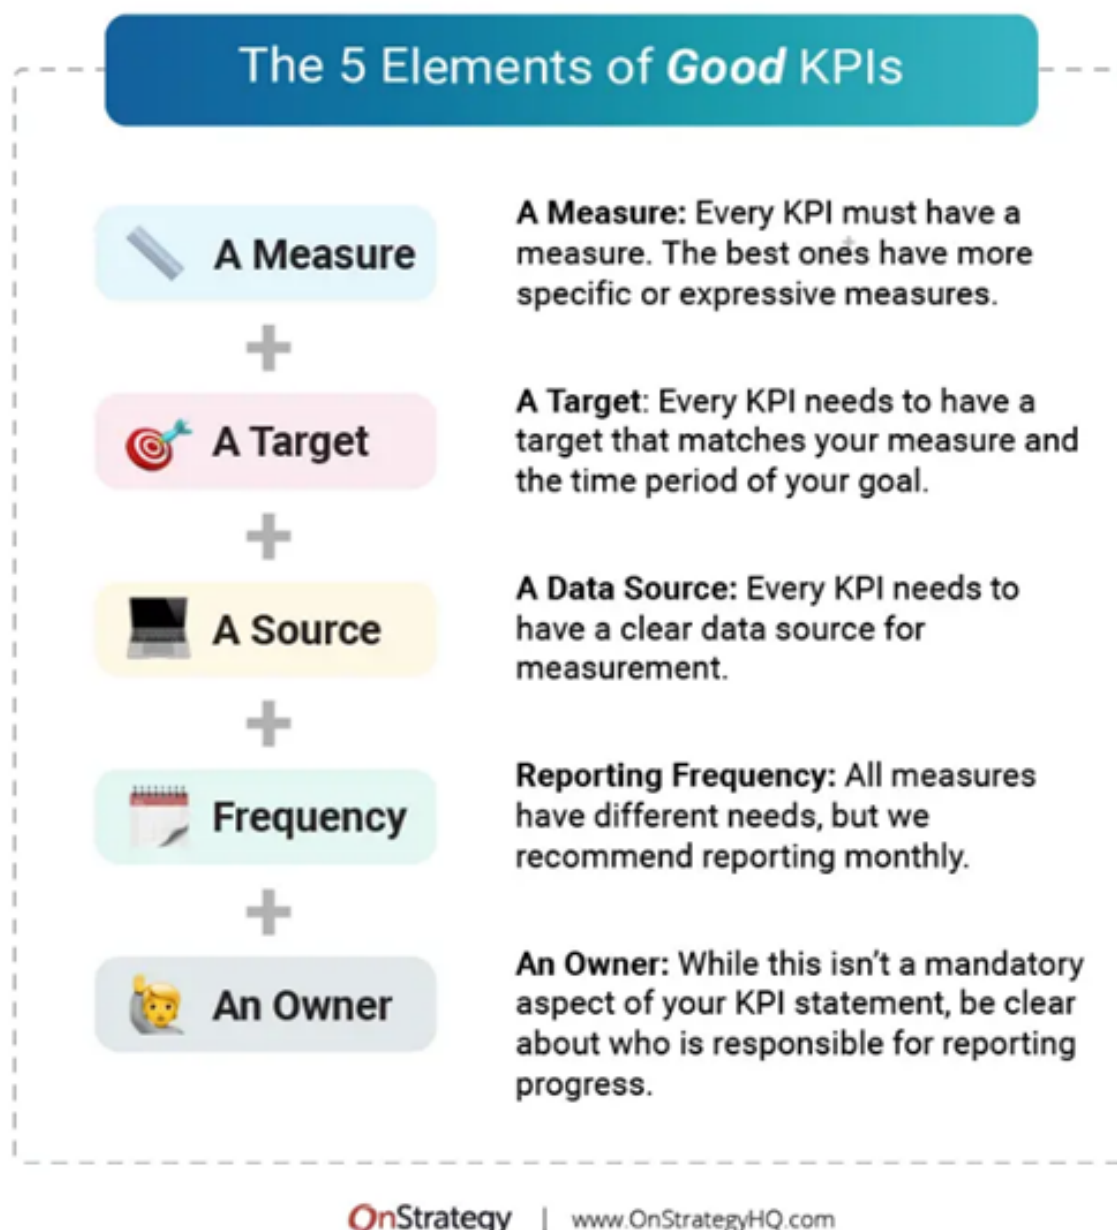 The 5 Elements of Good KPIs
A Measure
A Measure: Every KPI must have a
measure. The best ones have more
specific or expressive measures.
A Target
A Target: Every KPI needs to have a
target that matches your measure and
the time period of your goal.
A Source
A Data Source: Every KPI needs to
have a clear data source for
measurement.
Frequency
Reporting Frequency: All measures
have different needs, but we
recommend reporting monthly.
An Owner
An Owner: While this isn't a mandatory
aspect of your KPI statement, be clear
about who is responsible for reporting
progress.
OnStrategy | www.OnStrategyHQ.com